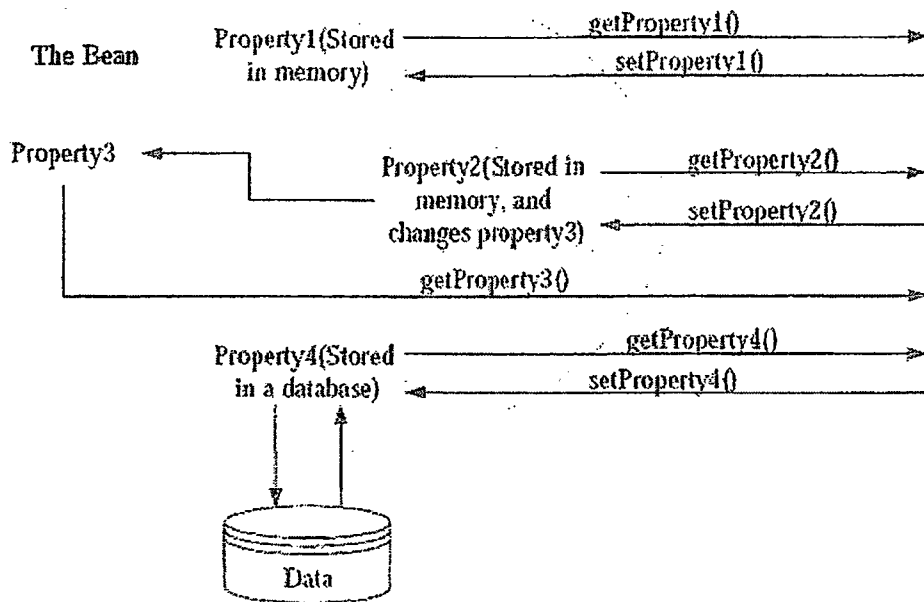 The Bean
Property1(Stored
in memory)
getProperty1()
setProperty1()
Property3
Property2(Stored in
memory, and
changes property3)
getProperty2()
setProperty2()
getProperty3()
Property4(Stored
in a database)
getProperty4()
setProperty4()
Data